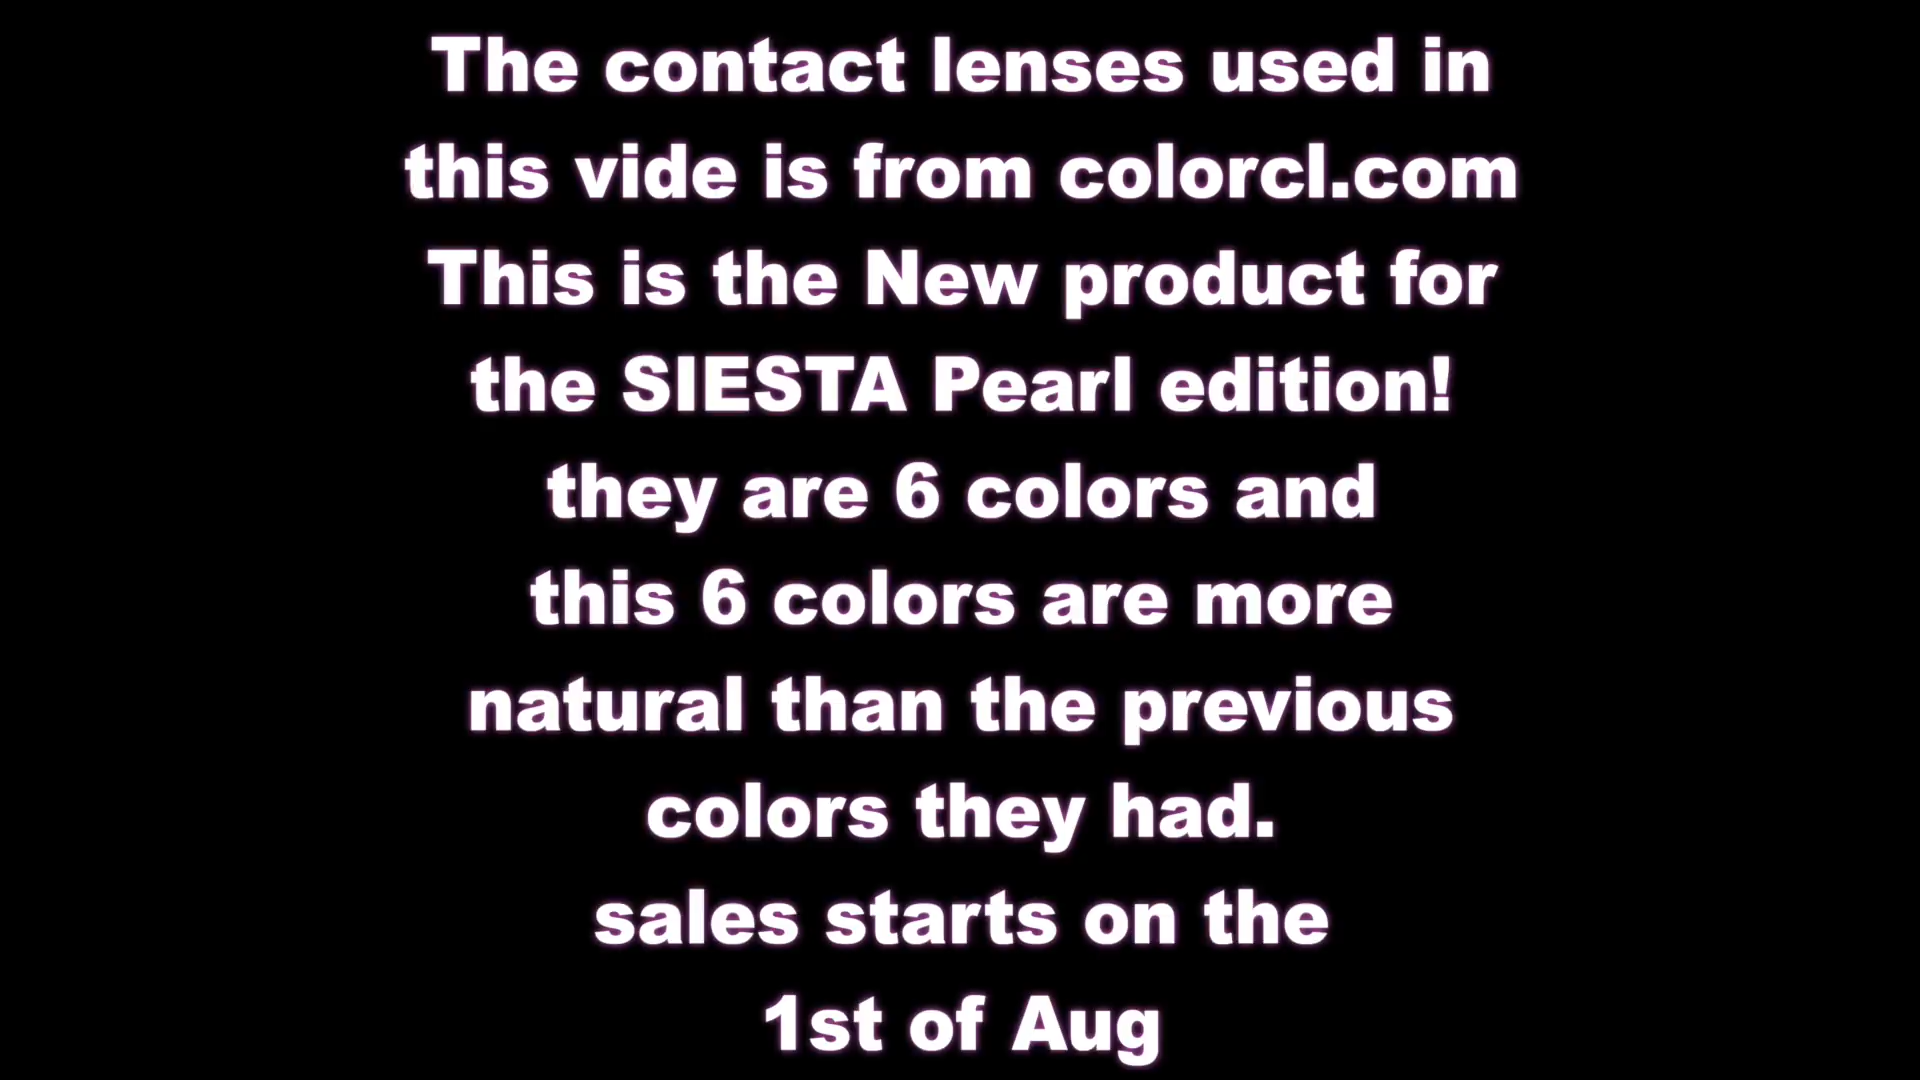 The contact lenses used in
this vide is from colorcl.com
This is the New product for
the SIESTA Pearl edition!
they are 6 colors and
this 6 colors are more
natural than the previous
colors they had.
sales starts on the
1st of Aug